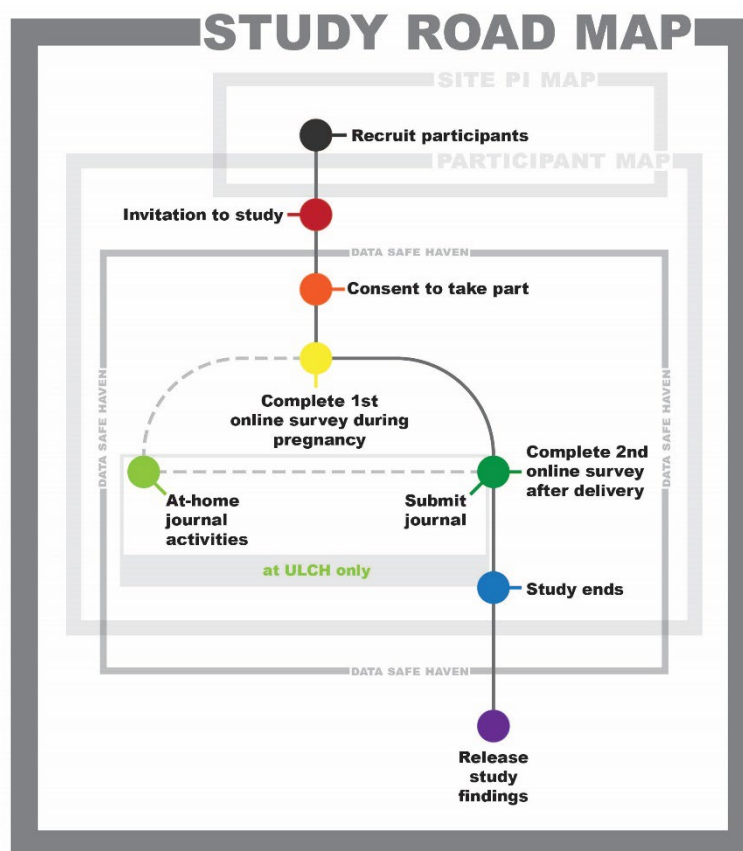 STUDY ROAD MAP
SITE PI MAP
Recruit participants
PARTICIPANT MAP
Invitation to study
DATA SAFE HAVEN
Consent to take part
Complete 1st
online survey during
pregnancy
DATA SAFE HAVEN
DATA SAFE HAVEN
At-home
journal
activities
Submit
journal
Complete 2nd
online survey
after delivery
at ULCH only
Study ends
DATA SAFE HAVEN
Release
study
findings